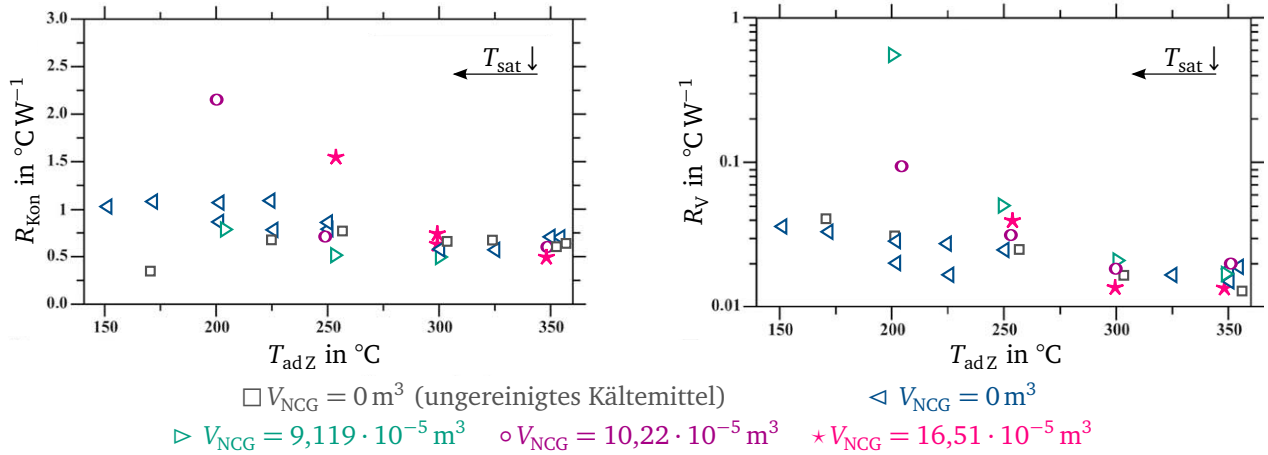 3.0
2.5
2.0
1.5
1
0.5
0.0
R_Kon in °C W⁻¹
T_sat ↓
150 200 250 300 350
T_ad Z in °C
1
0.1
0.01
R_V in °C W⁻¹
T_sat ↓
150 200 250 300 350
T_ad Z in °C
V_NCG = 0 m³ (ungereinigtes Kältemittel)
V_NCG = 0 m³
V_NCG = 9,119 · 10⁻⁵ m³
V_NCG = 10,22 · 10⁻⁵ m³
V_NCG = 16,51 · 10⁻⁵ m³